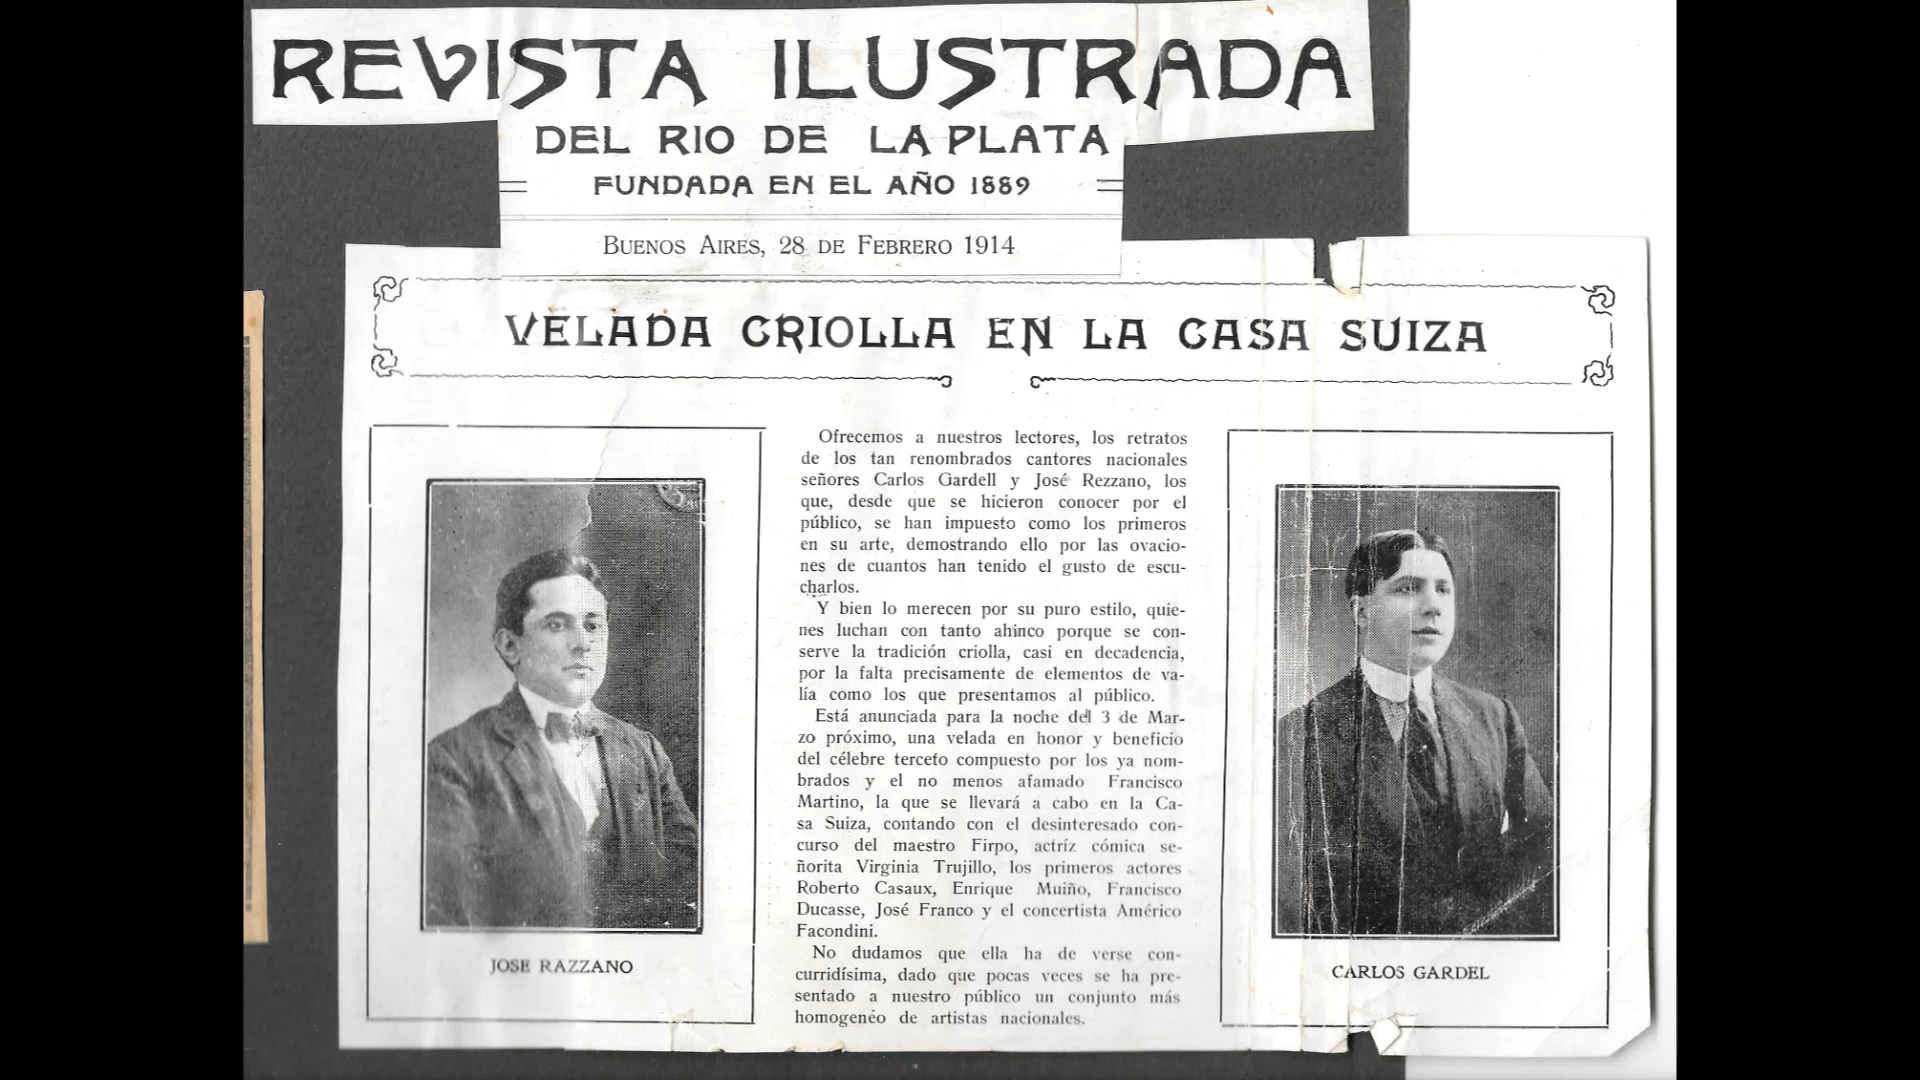 REVISTA ILUSTRADA
DEL RIO DE LA PLATA
FUNDADA EN EL AÑO 1889
BUENOS AIRES, 28 DE FEBRERO 1914
VELADA CRIOLLA EN LA CASA SUIZA
Ofrecemos a nuestros lectores, los retratos
de los tan renombrados cantores nacionales
señores Carlos Gardell y José Rezzano, los
que, desde que se hicieron conocer por el
público, se han impuesto como los primeros
en su arte, demostrando ello por las ovacio-
nes de cuantos han tenido el gusto de escu-
charlos.
Y bien lo merecen por su puro estilo, quie-
nes luchan con tanto ahínco porque se con-
serve la tradición criolla, casi en decadencia,
por la falta precisamente de elementos de va-
lía como los que presentamos al público.
Está anunciada para la noche del 3 de Mar-
zo próximo, una velada en honor y beneficio
del célebre terceto compuesto por los ya nom-
brados y el no menos afamado Francisco
Martino, la que se llevará a cabo en la Ca-
sa Suiza, contando con el desinteresado con-
curso del maestro Firpo, actríz cómica se-
ñorita Virginia Trujillo, los primeros actores
Roberto Casaux, Enrique Muiño, Francisco
Ducasse, José Franco y el concertista Américo
Facondini.
No dudamos que ella ha de verse con-
curridísima, dado que pocas veces se ha pre-
sentado a nuestro público un conjunto más
homogenéo de artistas nacionales.
JOSE RAZZANO
CARLOS GARDEL